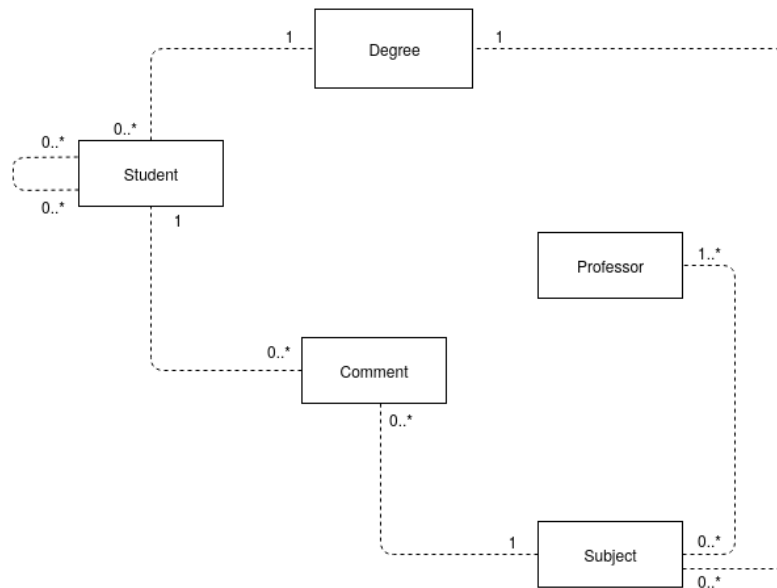 1
Degree
1
0..*
0..*
Student
0..*
1
Professor
1..*
0..*
Comment
0..*
1
Subject
0..*
0..*